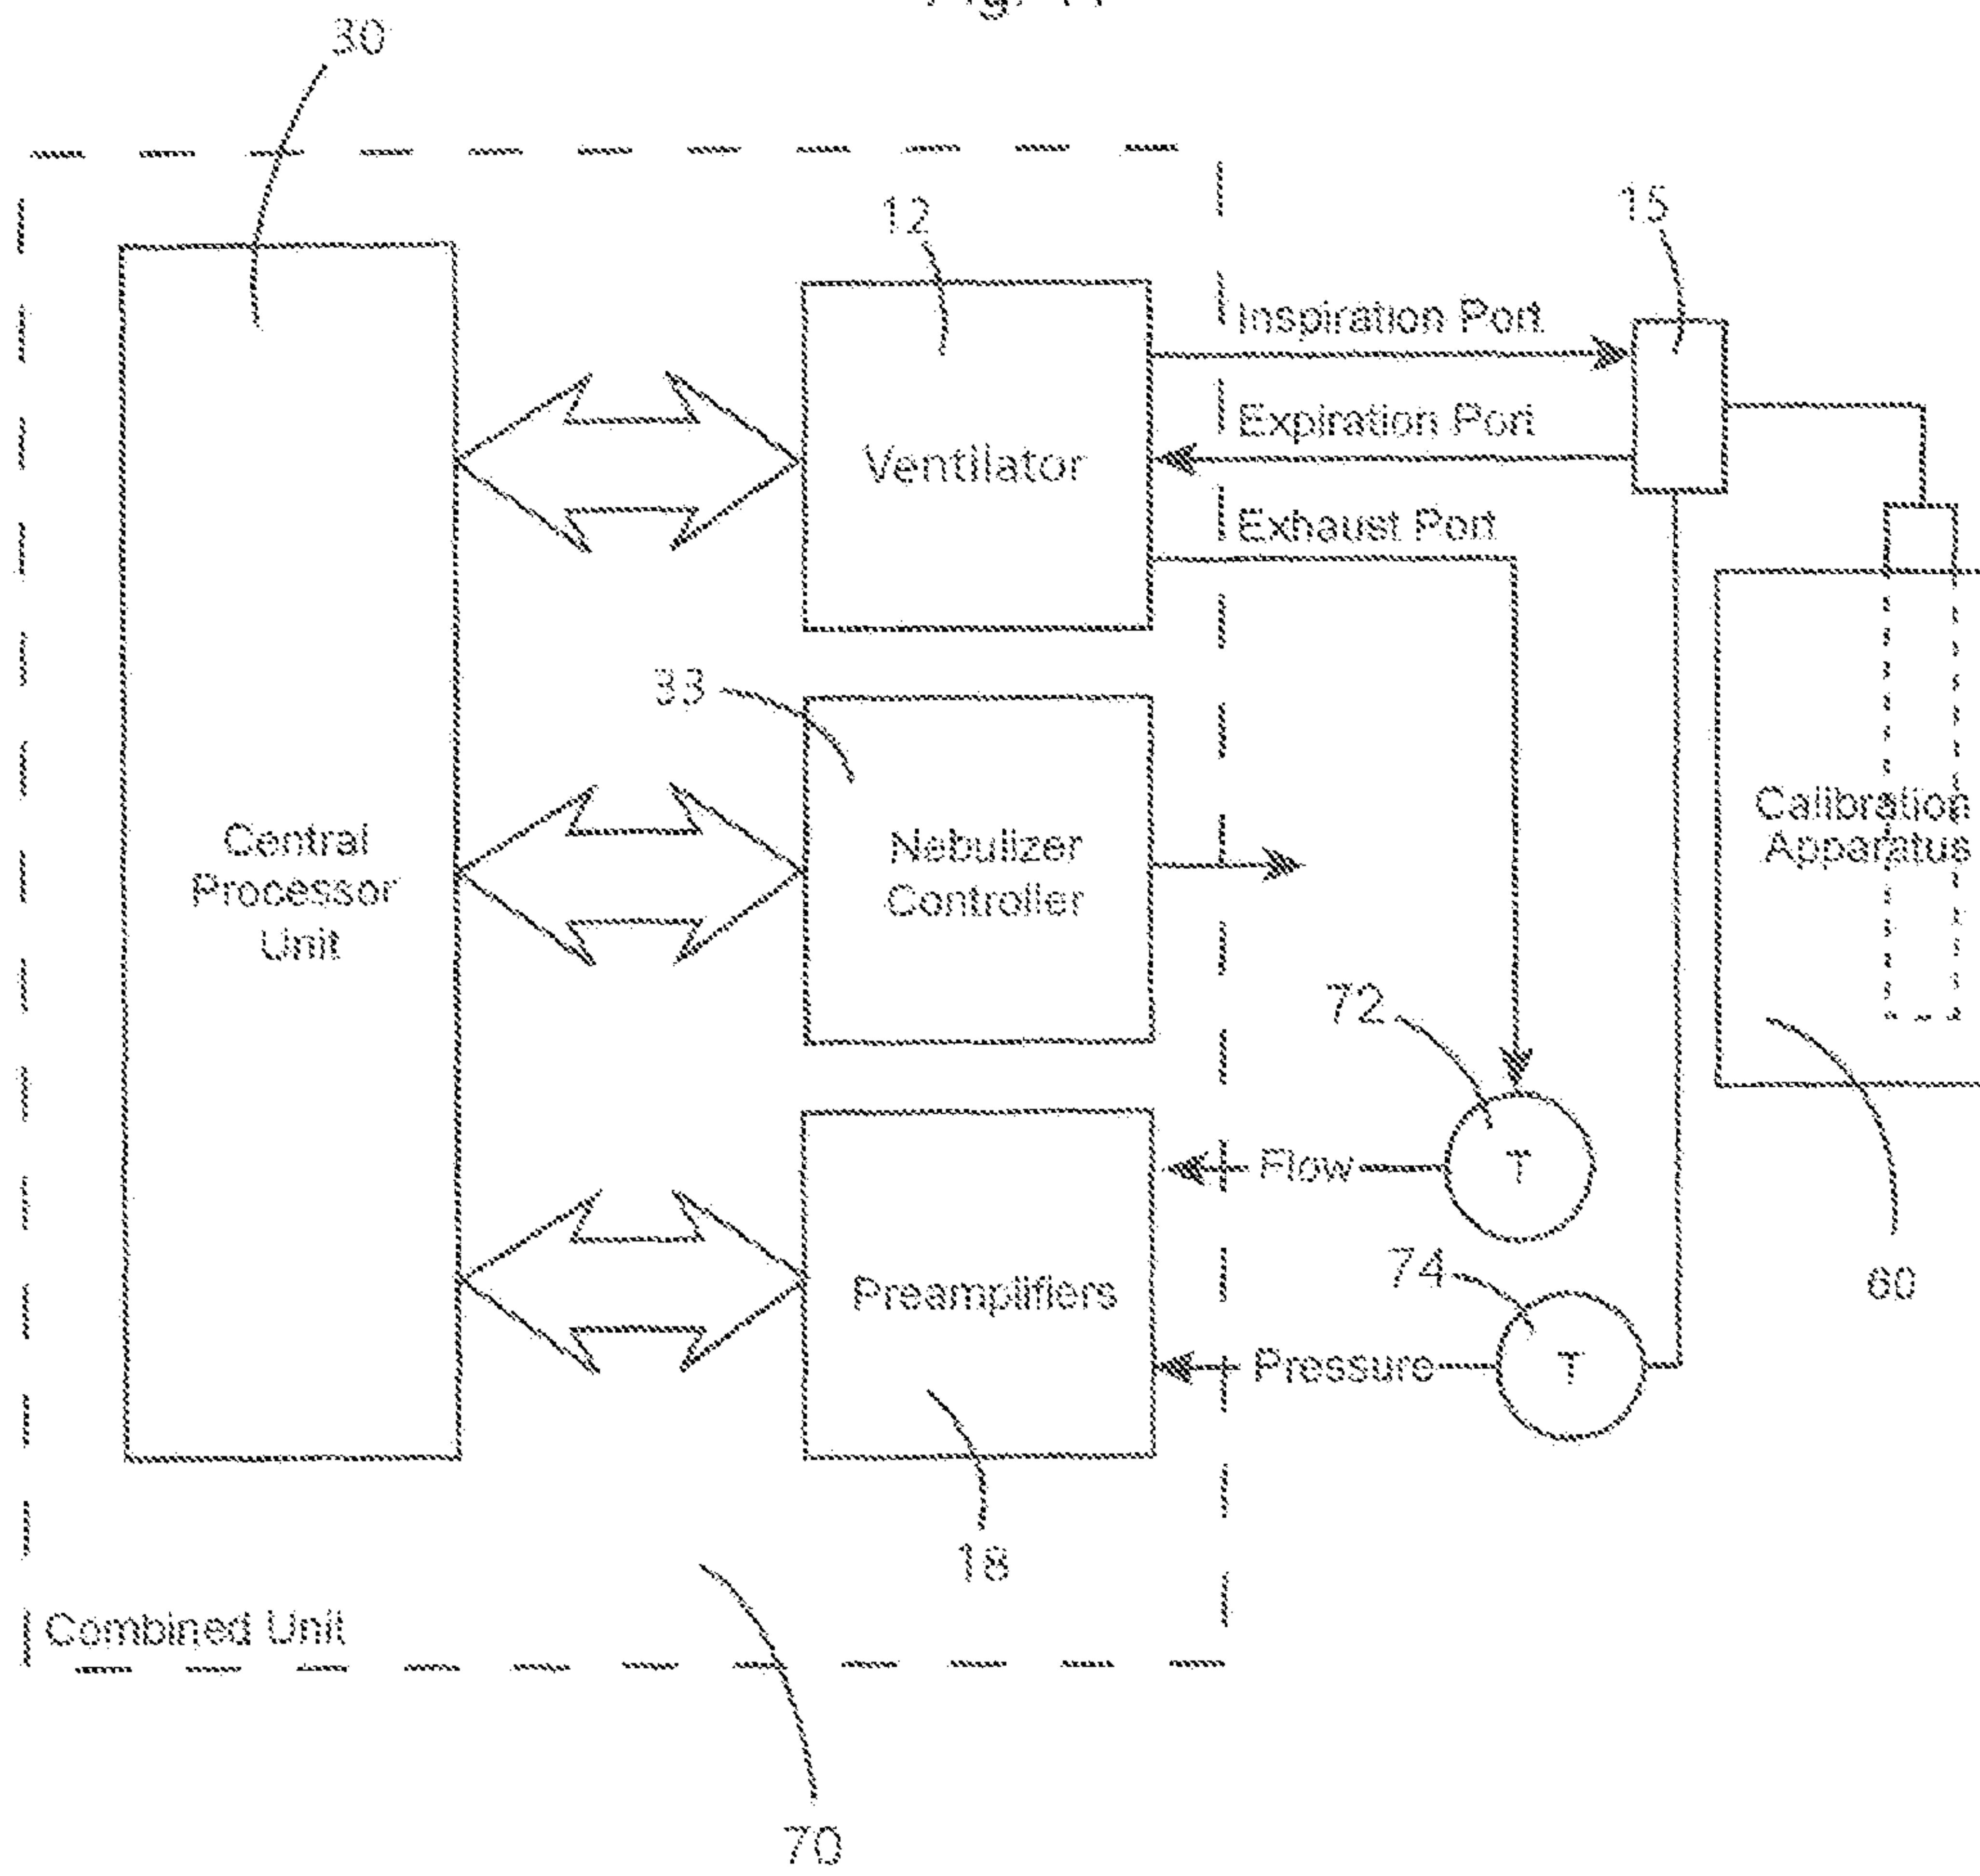 30
12
15
Inspiration Port
Expiration Port
Ventilator
Exhaust Port
33
Calibration
Apparatus
Central
Processor
Unit
Nebulizer
Controller
72
Flow
T
74
60
Preamplifiers
Pressure
T
18
Combined Unit
70